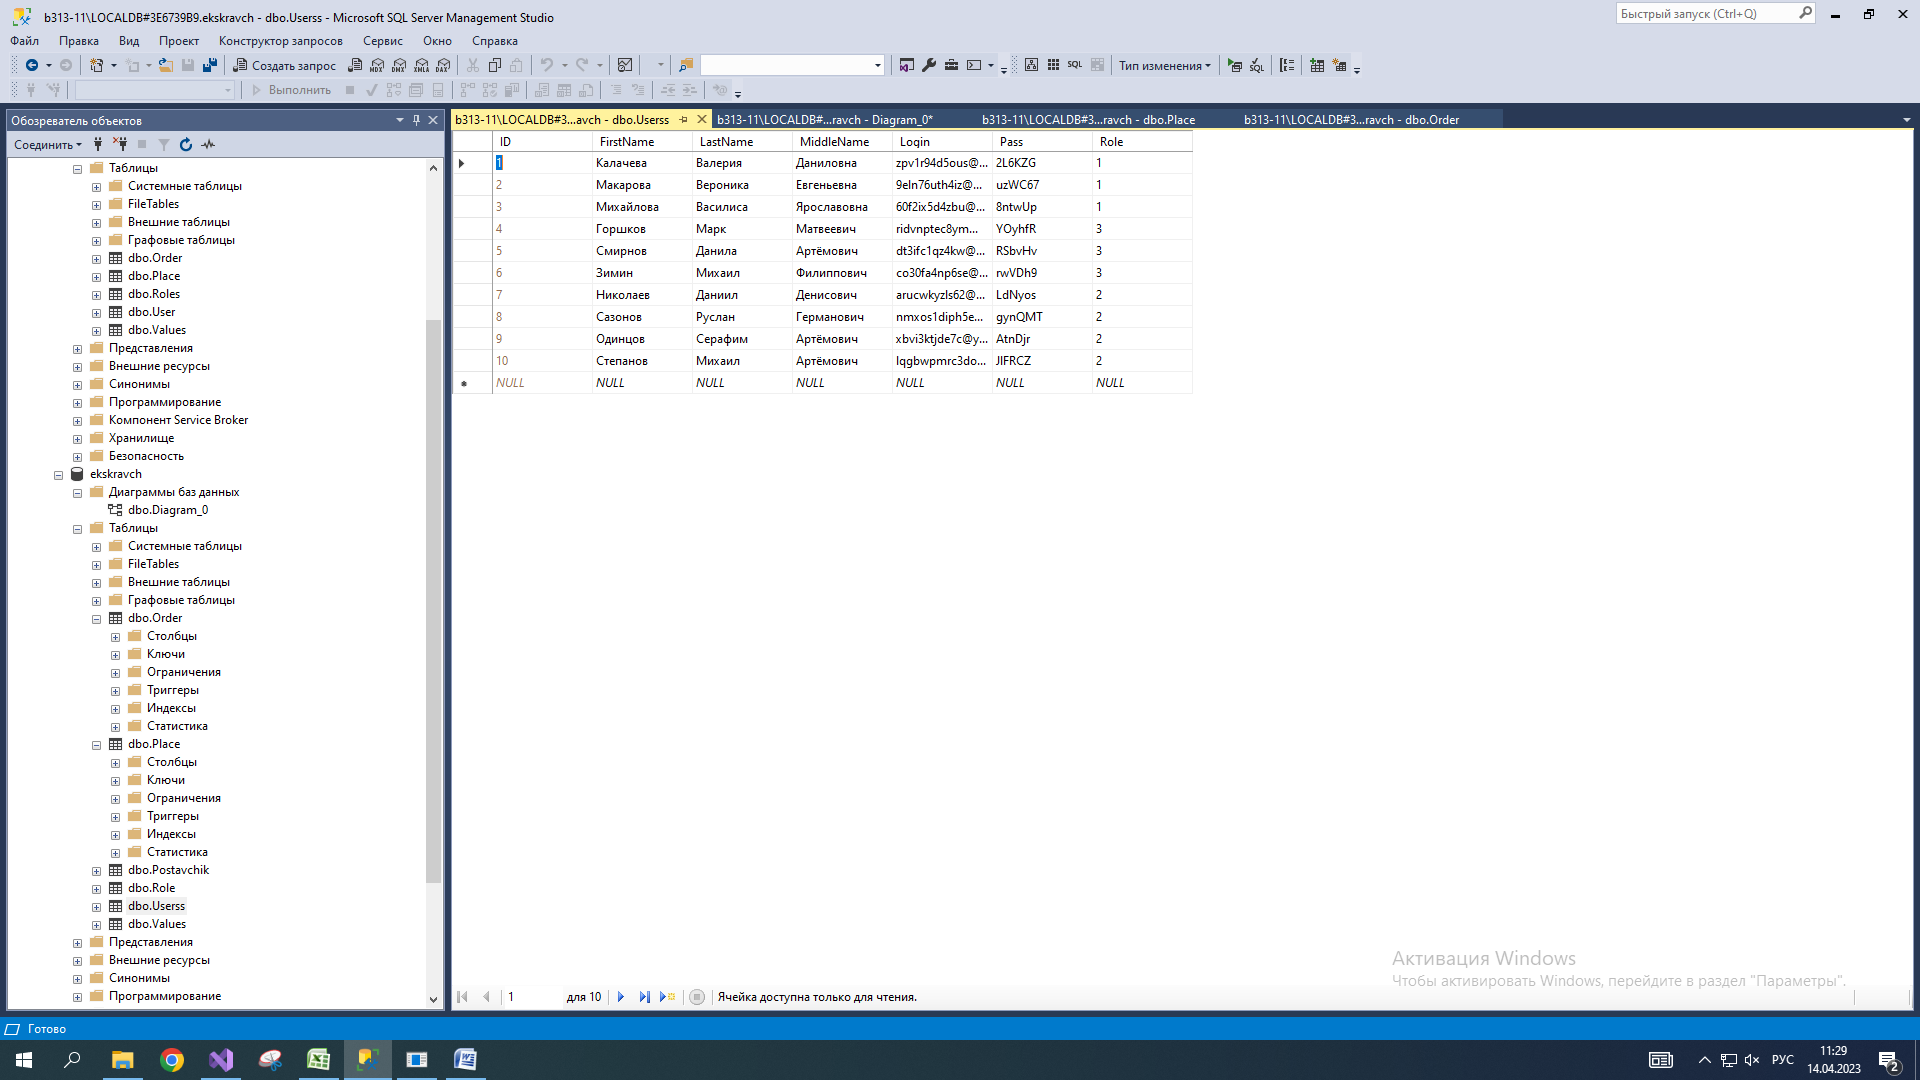 b313-11\LOCALDB#3E6739B9.ekskravch - dbo.Userss - Microsoft SQL Server Management Studio
Быстрый запуск (Ctrl+Q)
Файл Правка Вид Проект Конструктор запросов Сервис Окно Справка
Создать запрос MDX DMX XMLA DAX SQL Тип изменения
Выполнить
Обозреватель объектов
Соединить
Таблицы
Системные таблицы
FileTables
Внешние таблицы
Графовые таблицы
dbo.Order
dbo.Place
dbo.Roles
dbo.User
dbo.Values
Представления
Внешние ресурсы
Синонимы
Программирование
Компонент Service Broker
Хранилище
Безопасность
ekskravch
Диаграммы баз данных
dbo.Diagram_0
Таблицы
Системные таблицы
FileTables
Внешние таблицы
Графовые таблицы
dbo.Order
Столбцы
Ключи
Ограничения
Триггеры
Индексы
Статистика
dbo.Place
Столбцы
Ключи
Ограничения
Триггеры
Индексы
Статистика
dbo.Postavchik
dbo.Role
dbo.Userss
dbo.Values
Представления
Внешние ресурсы
Синонимы
Программирование
b313-11\LOCALDB#3...avch - dbo.Userss b313-11\LOCALDB#...ravch - Diagram_0* b313-11\LOCALDB#3...ravch - dbo.Place b313-11\LOCALDB#3...ravch - dbo.Order
ID FirstName LastName MiddleName Login Pass Role
1 Калачева Валерия Даниловна zpv1r94d5ous@... 2L6KZG 1
2 Макарова Вероника Евгеньевна 9eln76uth4iz@... uzWC67 1
3 Михайлова Василиса Ярославовна 60f2ix5d4zbu@... 8ntwUp 1
4 Горшков Марк Матвеевич ridvnptec8ym... YOyhfR 3
5 Смирнов Данила Артёмович dt3ifc1qz4kw@... RSbvHv 3
6 Зимин Михаил Филиппович co30fa4np6se@... rwVDh9 3
7 Николаев Даниил Денисович arucwkyzls62@... LdNyos 2
8 Сазонов Руслан Германович nmxos1diph5e... gynQMT 2
9 Одинцов Серафим Артёмович xbvi3ktjde7c@y... AtnDjr 2
10 Степанов Михаил Артёмович lqgbwpmrc3do... JlFRCZ 2
NULL NULL NULL NULL NULL NULL NULL
Активация Windows
Чтобы активировать Windows, перейдите в раздел "Параметры".
1 для 10 Ячейка доступна только для чтения.
Готово
РУС 11:29
14.04.2023
2